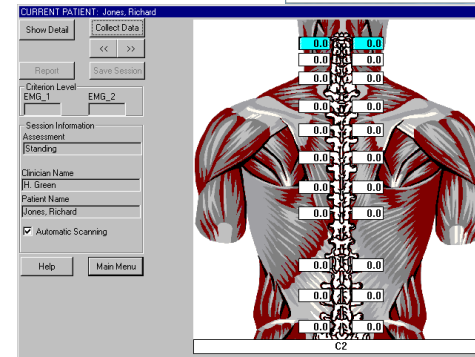 CURRENT PATIENT: Jones, Richard
Show Detail
Collect Data
<< >>
Report
Save Session
Criterion Level
EMG_1 EMG_2
Session Information
Assessment
Standing
Clinician Name
H. Green
Patient Name
Jones, Richard
Automatic Scanning
Help
Main Menu
0.0 0.0
0.0 0.0
0.0 0.0
0.0 0.0
0.0 0.0
0.0 0.0
0.0 0.0
0.0 0.0
0.0 0.0
0.0 0.0
0.0 0.0
C2